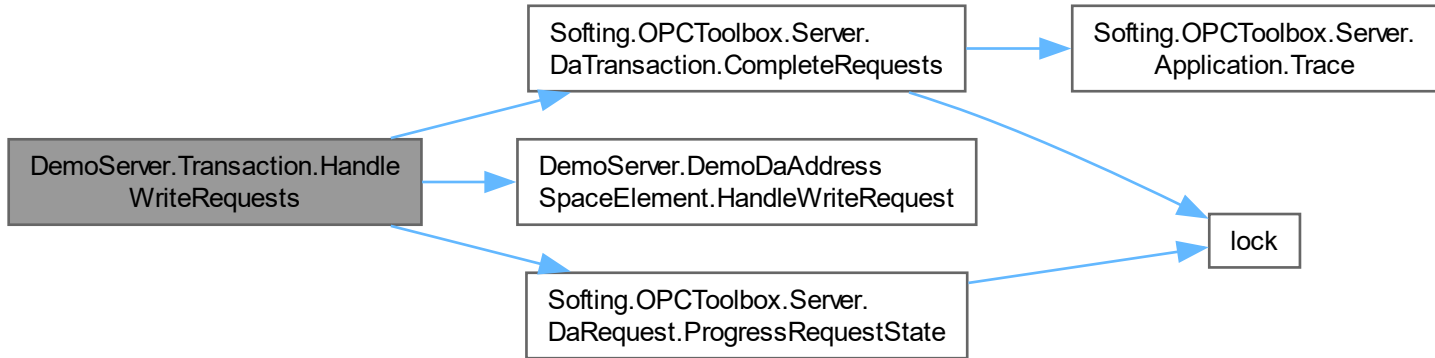 DemoServer.Transaction.Handle
WriteRequests
Softing.OPCToolbox.Server.
DaTransaction.CompleteRequests
Softing.OPCToolbox.Server.
Application.Trace
DemoServer.DemoDaAddress
SpaceElement.HandleWriteRequest
Softing.OPCToolbox.Server.
DaRequest.ProgressRequestState
lock